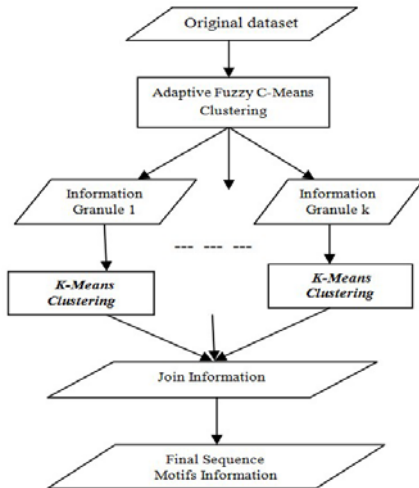 Original dataset
Adaptive Fuzzy C-Means
Clustering
Information
Granule 1
Information
Granule k
K-Means
Clustering
K-Means
Clustering
Join Information
Final Sequence
Motifs Information